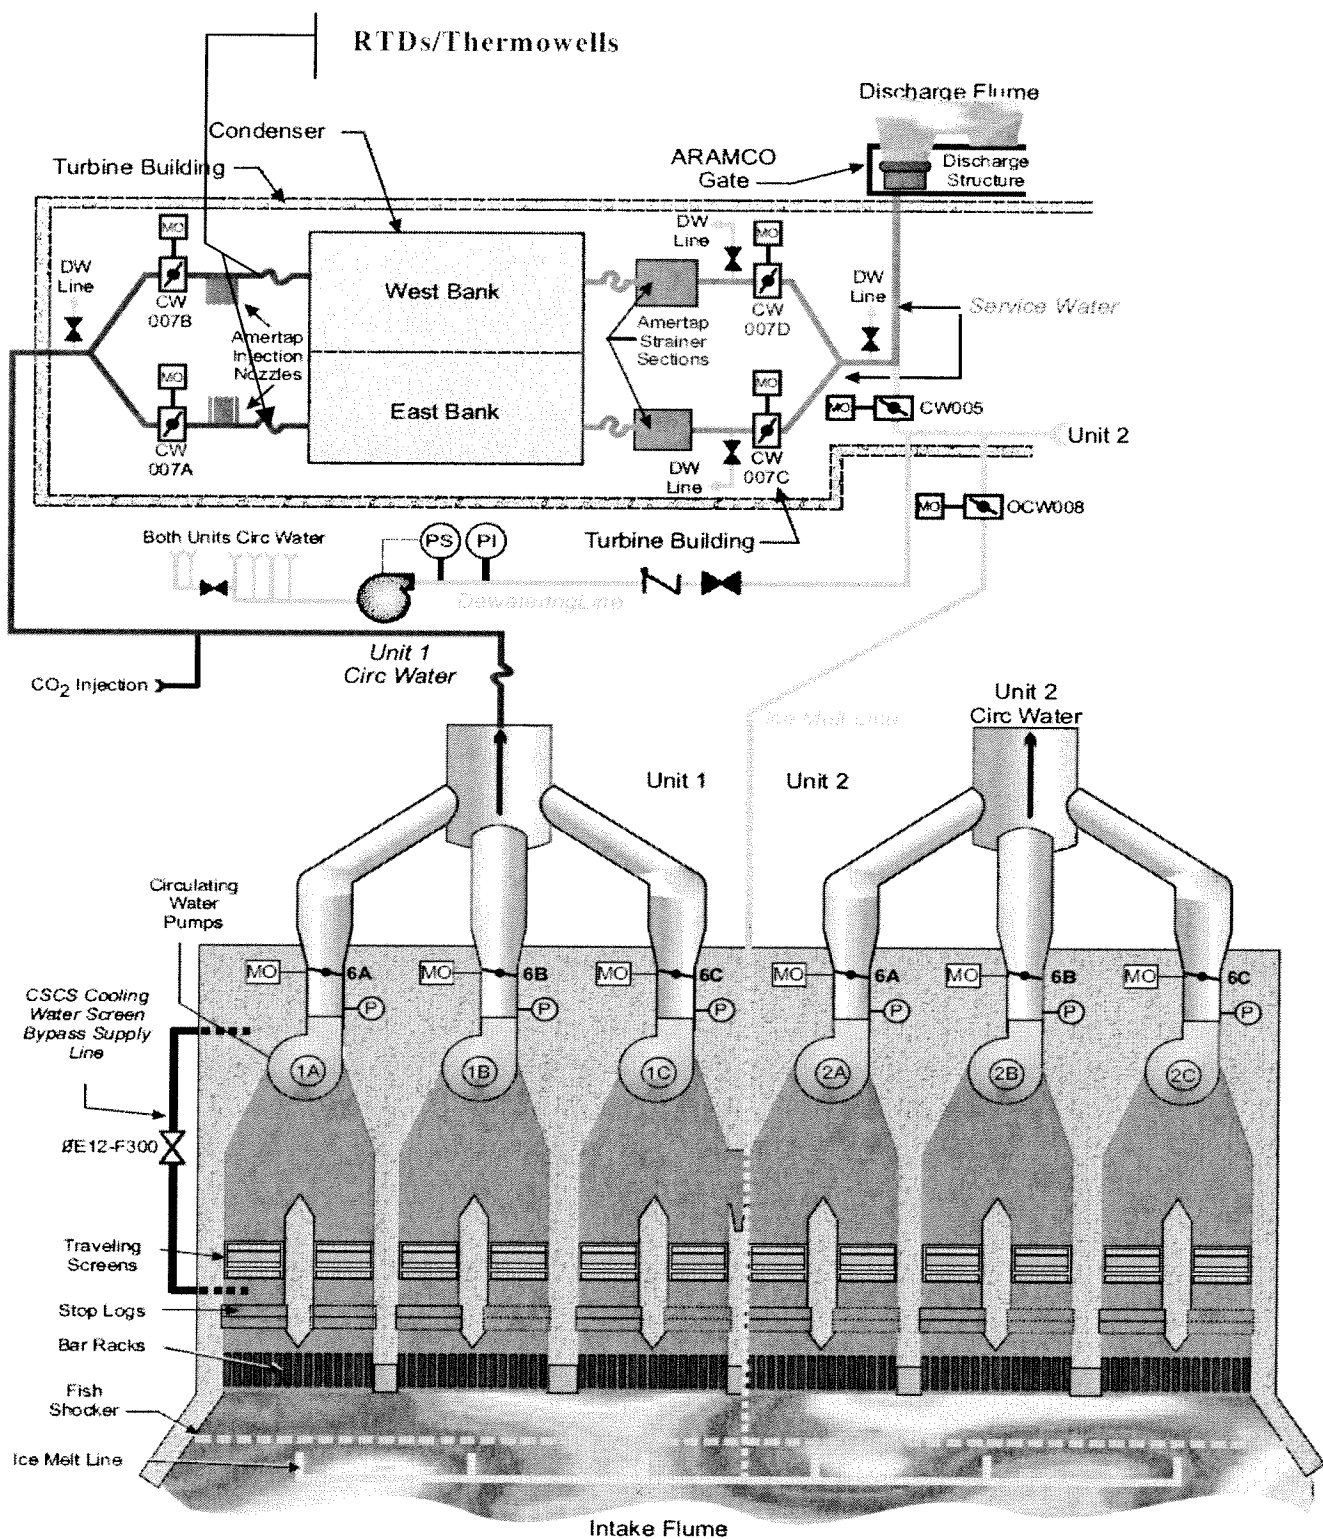 RTDs/Thermowells
Discharge Flume
Condenser
ARAMCO
Gate
Discharge
Structure
Turbine Building
MO
DW
Line
MO
DW
Line
CW
007B
West Bank
CW
007D
DW
Line
Service Water
Amertap
Injection
Nozzles
Amertap
Strainer
Sections
MO
MO
East Bank
MO
CW005
CW
007A
DW
Line
CW
007C
Unit 2
MO
OCW008
Both Units Circ Water
PS
PI
Turbine Building
DewateringLine
Unit 1
Circ Water
CO2 Injection
Unit 2
Circ Water
Ice Melt Line
Unit 1
Unit 2
Circulating
Water
Pumps
MO
6A
MO
6B
MO
6C
MO
6A
MO
6B
MO
6C
CSCS Cooling
Water Screen
Bypass Supply
Line
P
P
P
P
P
P
1A
1B
1C
2A
2B
2C
ØE12-F300
Traveling
Screens
Stop Logs
Bar Racks
Fish
Shocker
Ice Melt Line
Intake Flume